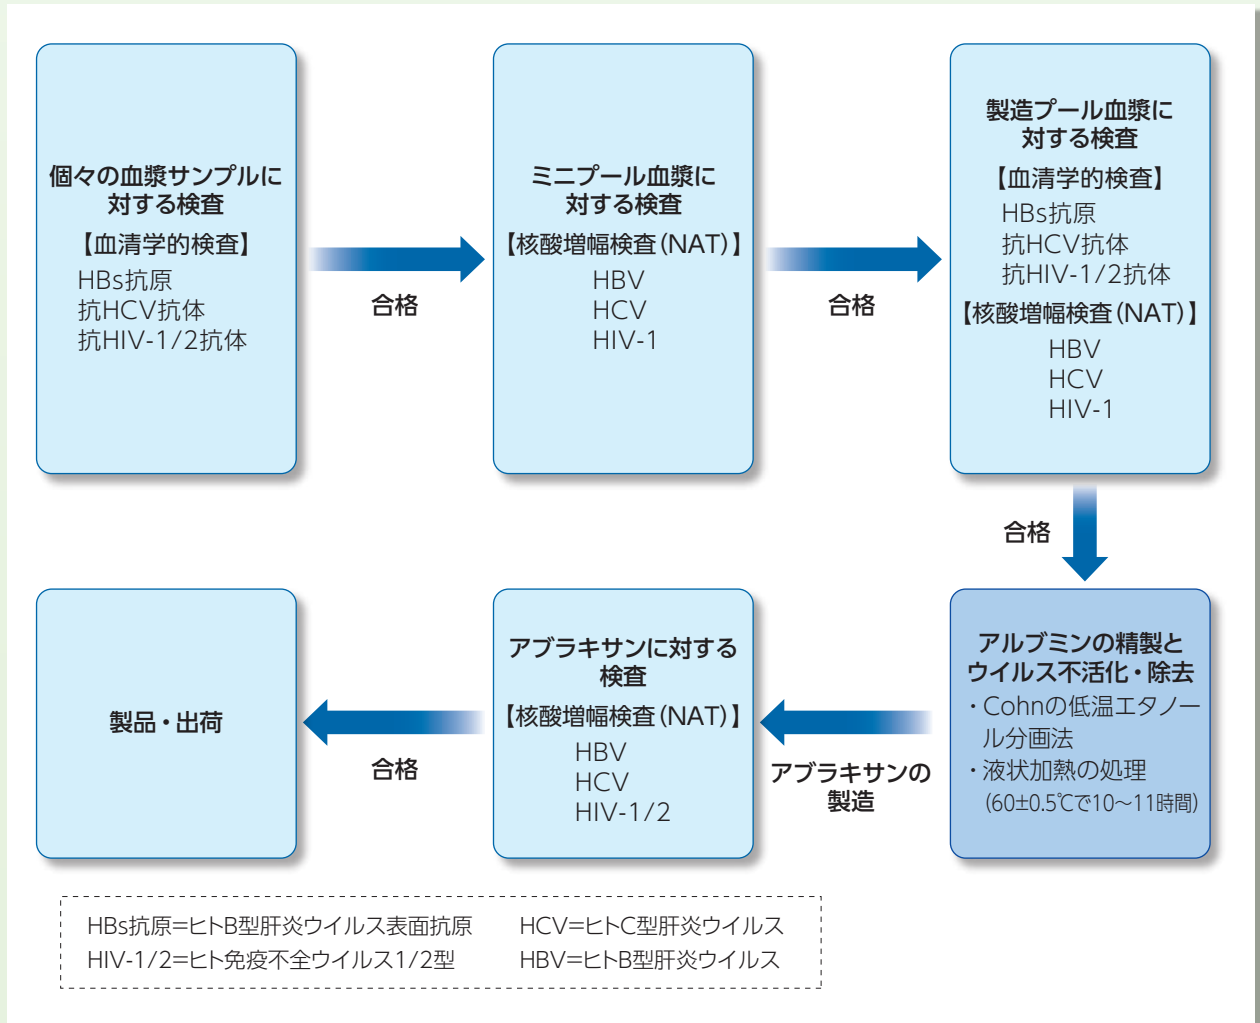 個々の血漿サンプルに
対する検査
【血清学的検査】
HBs抗原
抗HCV抗体
抗HIV-1/2抗体
合格
ミニプール血漿に
対する検査
【核酸増幅検査(NAT)】
HBV
HCV
HIV-1
合格
製造プール血漿に
対する検査
【血清学的検査】
HBs抗原
抗HCV抗体
抗HIV-1/2抗体
【核酸増幅検査(NAT)】
HBV
HCV
HIV-1
合格
アルブミンの精製と
ウイルス不活化・除去
・Cohnの低温エタノー
ル分画法
・液状加熱の処理
(60±0.5℃で10〜11時間)
アブラキサンの
製造
アブラキサンに対する
検査
【核酸増幅検査(NAT)】
HBV
HCV
HIV-1/2
合格
製品・出荷
HBs抗原=ヒトB型肝炎ウイルス表面抗原 HCV=ヒトC型肝炎ウイルス
HIV-1/2=ヒト免疫不全ウイルス1/2型 HBV=ヒトB型肝炎ウイルス